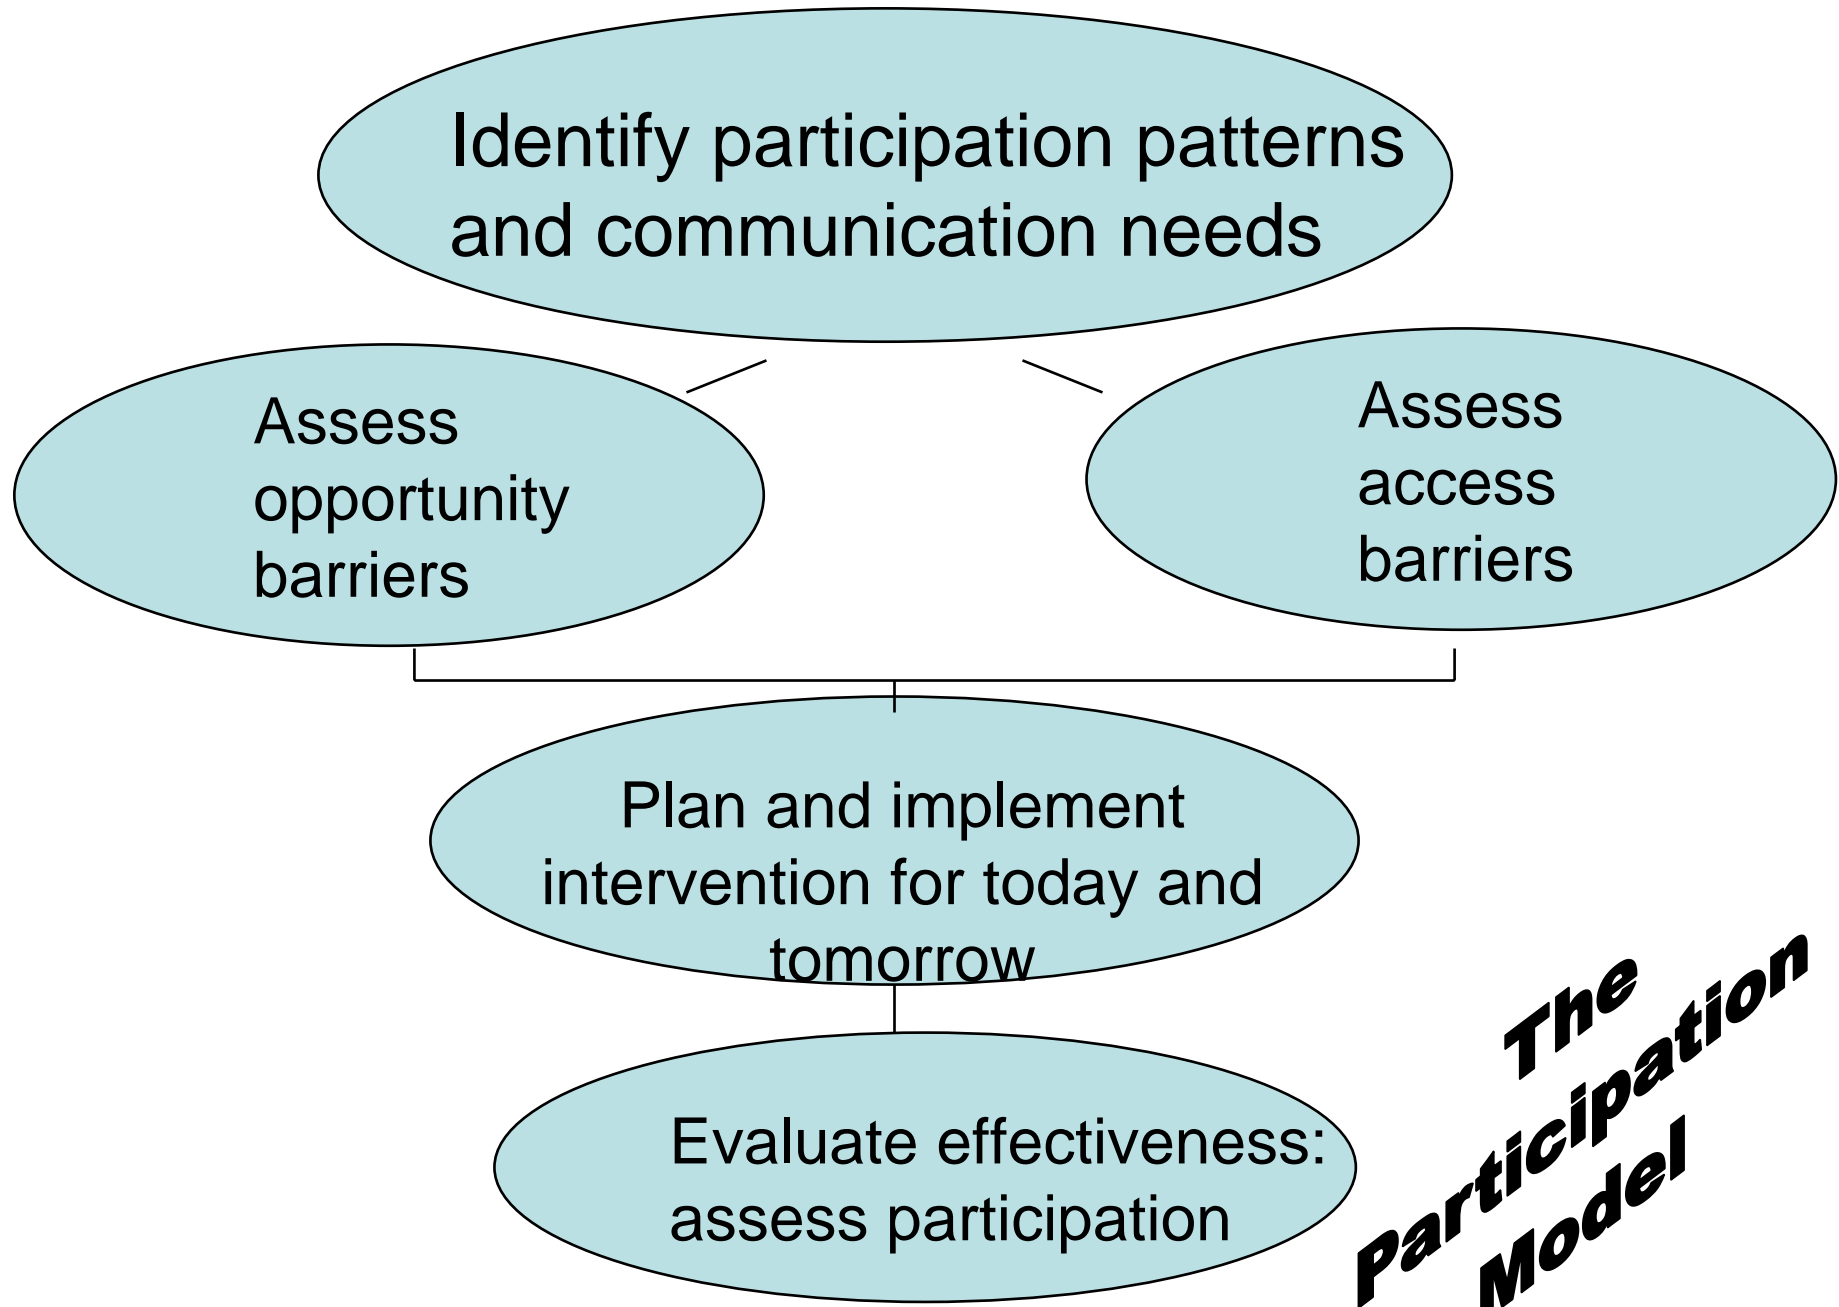 Identify participation patterns
and communication needs
Assess
opportunity
barriers
Assess
access
barriers
Plan and implement
intervention for today and
tomorrow
Evaluate effectiveness:
assess participation
The
Participation
Model